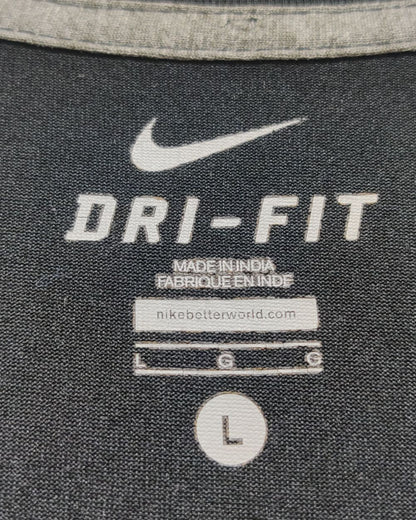 DRI-FIT
MADE IN INDIA
FABRIQUE EN INDE
nikebetterworld.com
L G G
L